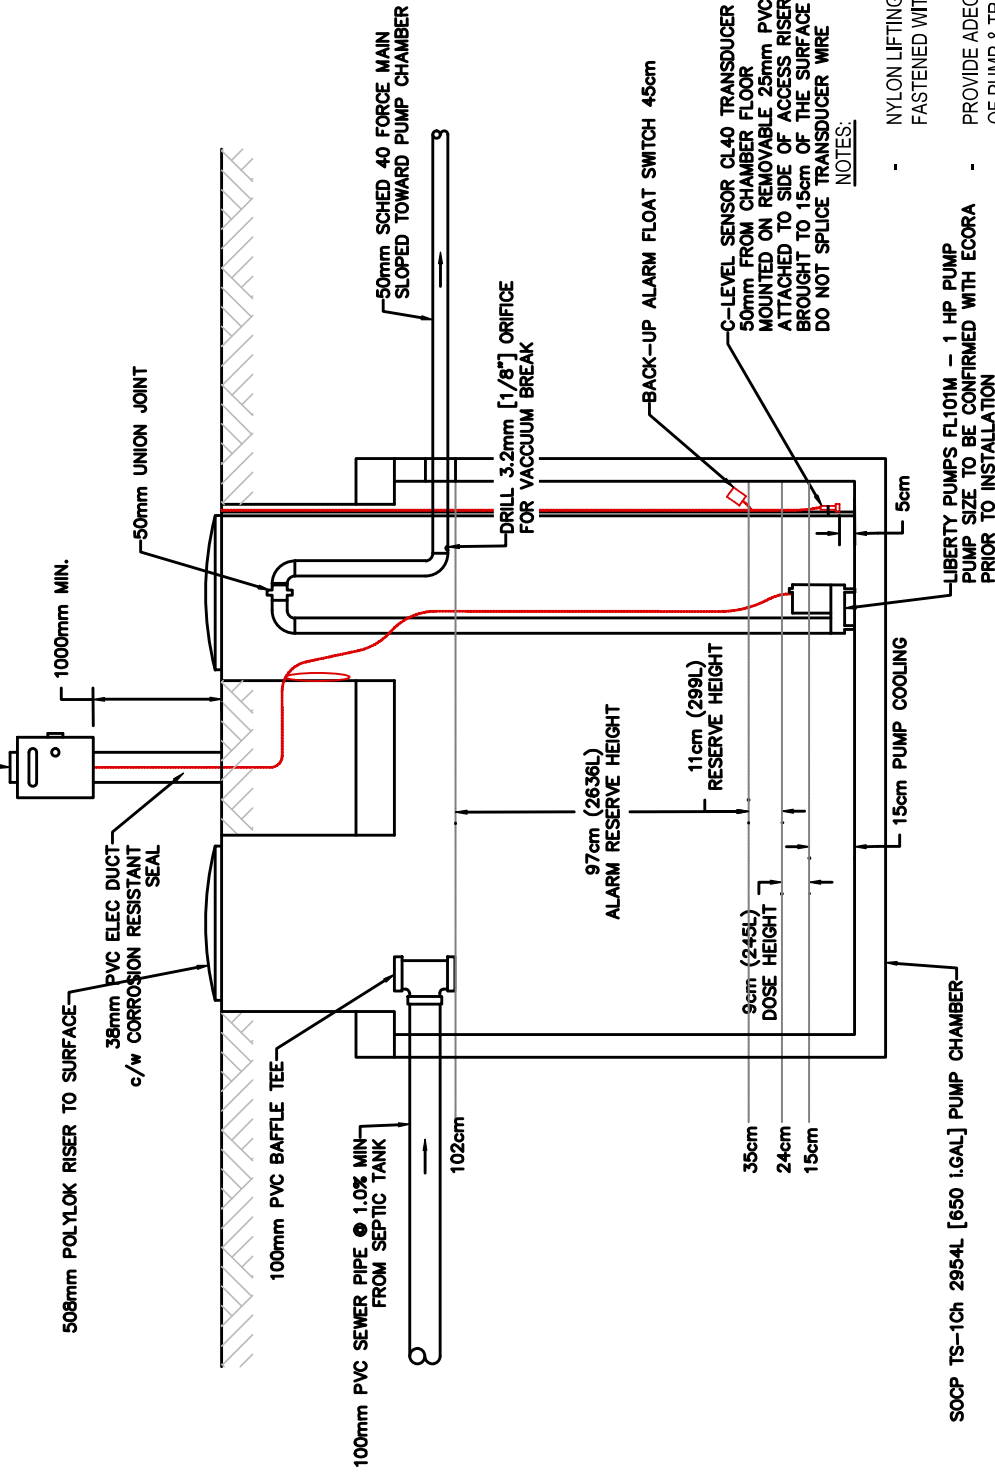 508mm POLYLOK RISER TO SURFACE
38mm PVC ELEC DUCT
c/w CORROSION RESISTANT
SEAL
1000mm MIN.
50mm UNION JOINT
50mm SCHED 40 FORCE MAIN
SLOPED TOWARD PUMP CHAMBER
100mm PVC BAFFLE TEE
100mm PVC SEWER PIPE @ 1.0% MIN
FROM SEPTIC TANK
DRILL 3.2mm [1/8"] ORIFICE
FOR VACCUUM BREAK
102cm
35cm
24cm
15cm
97cm (2636L)
ALARM RESERVE HEIGHT
11cm (299L)
RESERVE HEIGHT
9cm (245L)
DOSE HEIGHT
15cm PUMP COOLING
5cm
BACK-UP ALARM FLOAT SWITCH 45cm
C-LEVEL SENSOR CL40 TRANSDUCER
50mm FROM CHAMBER FLOOR
MOUNTED ON REMOVABLE 25mm PVC
ATTACHED TO SIDE OF ACCESS RISER
BROUGHT TO 15cm OF THE SURFACE
DO NOT SPLICE TRANSDUCER WIRE
LIBERTY PUMPS FL101M - 1 HP PUMP
PUMP SIZE TO BE CONFIRMED WITH ECORA
PRIOR TO INSTALLATION
SOCP TS-1Ch 2954L [650 I.GAL] PUMP CHAMBER
NOTES:
- NYLON LIFTING
FASTENED WIT
- PROVIDE ADEQ
OF PUMP & TR